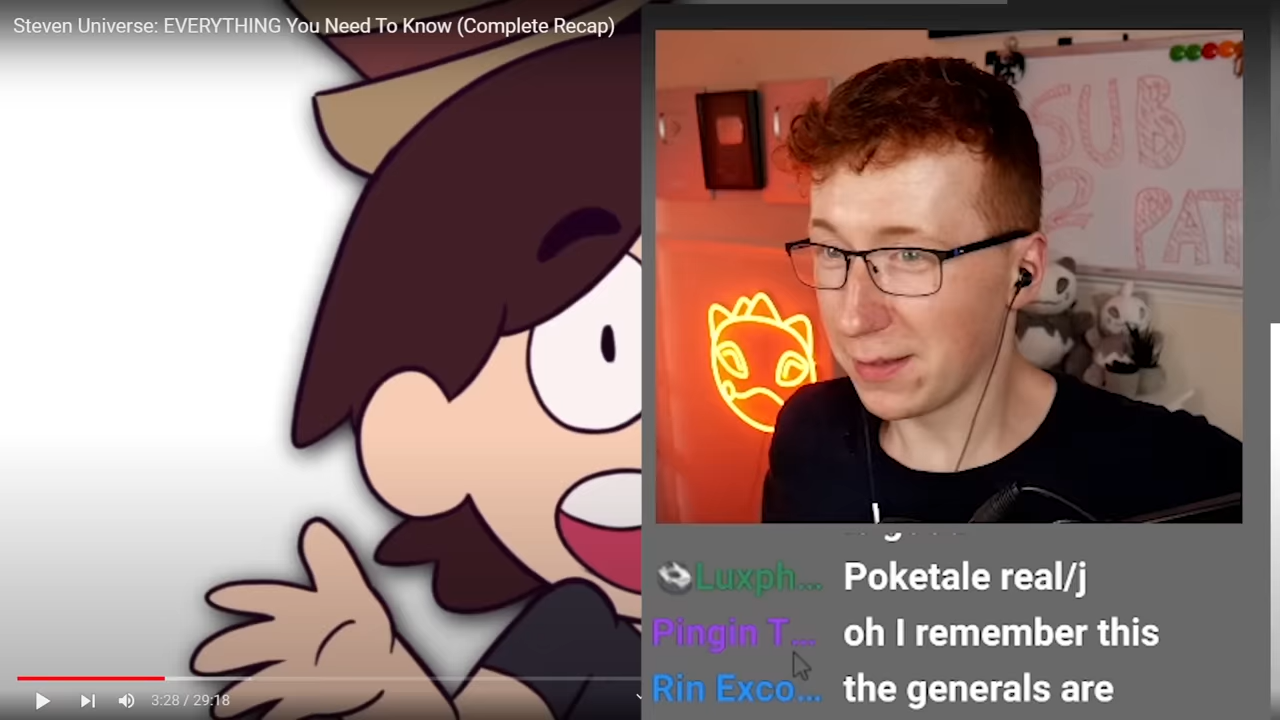 Steven Universe: EVERYTHING You Need To Know (Complete Recap)
SUB
2
PAT
Luxph... Poketale real/j
Pingin T... oh I remember this
Rin Exco... the generals are
3:28 / 29:18